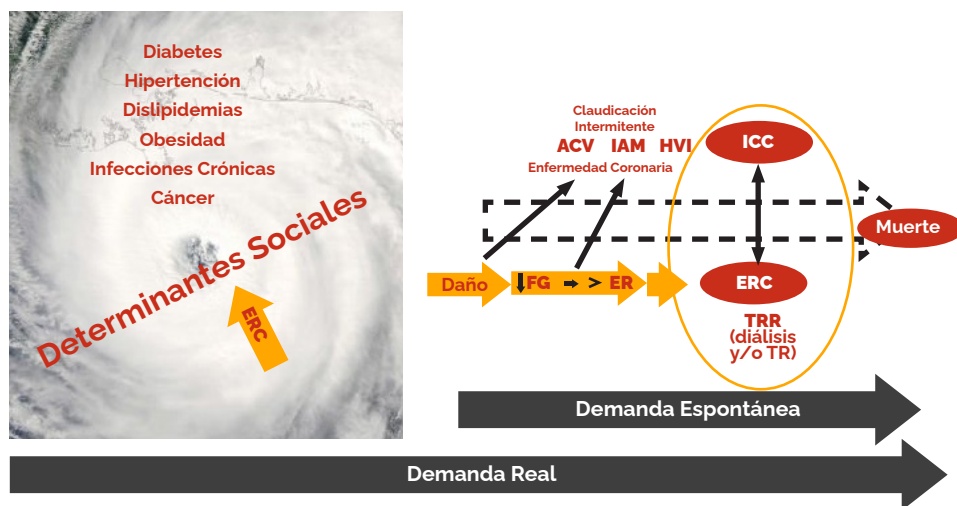 Diabetes
Hipertención
Dislipidemias
Obesidad
Infecciones Crónicas
Cáncer
Determinantes Sociales
ERC
Claudicación
Intermitente
ACV IAM HVI
Enfermedad Coronaria
ICC
Muerte
Daño
FG > ER
ERC
TRR
(diálisis
y/o TR)
Demanda Espontánea
Demanda Real